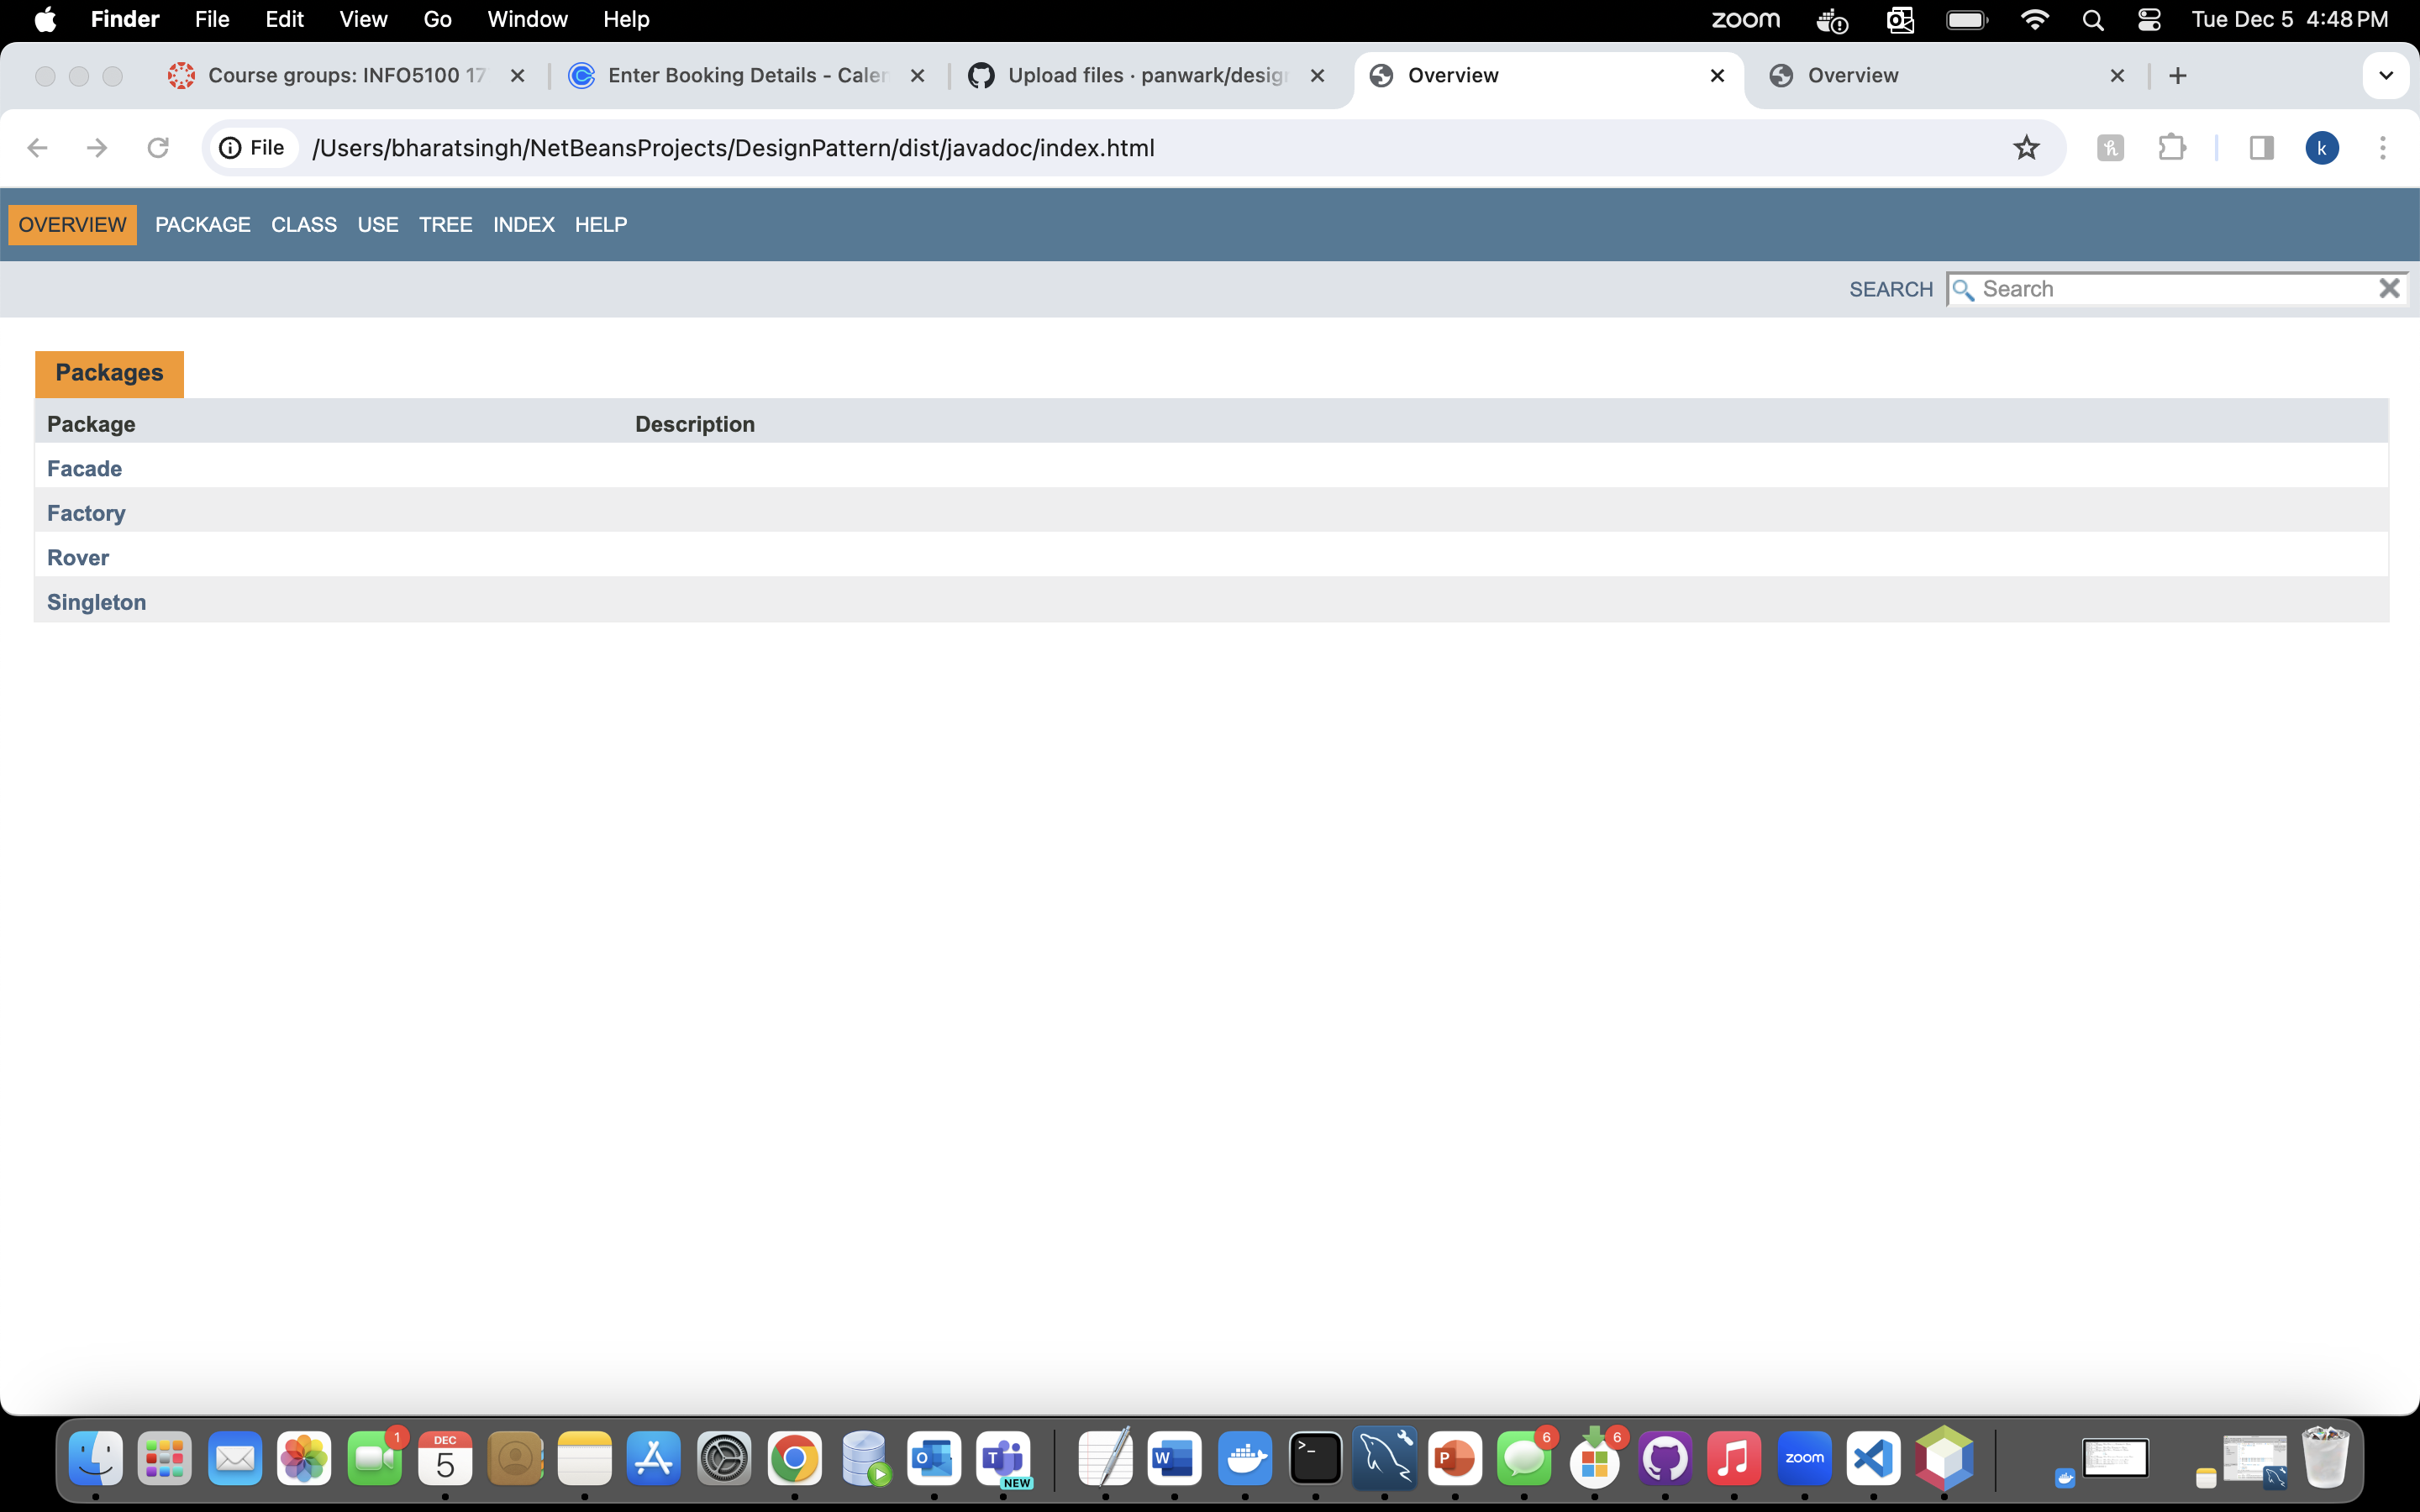 Finder File Edit View Go Window Help zoom Tue Dec 5 4:48 PM
Course groups: INFO5100 17 Enter Booking Details - Calen Upload files · panwark/desig Overview Overview
File /Users/bharatsingh/NetBeansProjects/DesignPattern/dist/javadoc/index.html k
OVERVIEW PACKAGE CLASS USE TREE INDEX HELP
SEARCH Search
Packages
Package Description
Facade
Factory
Rover
Singleton
1 DEC 5 NEW 6 6 zoom